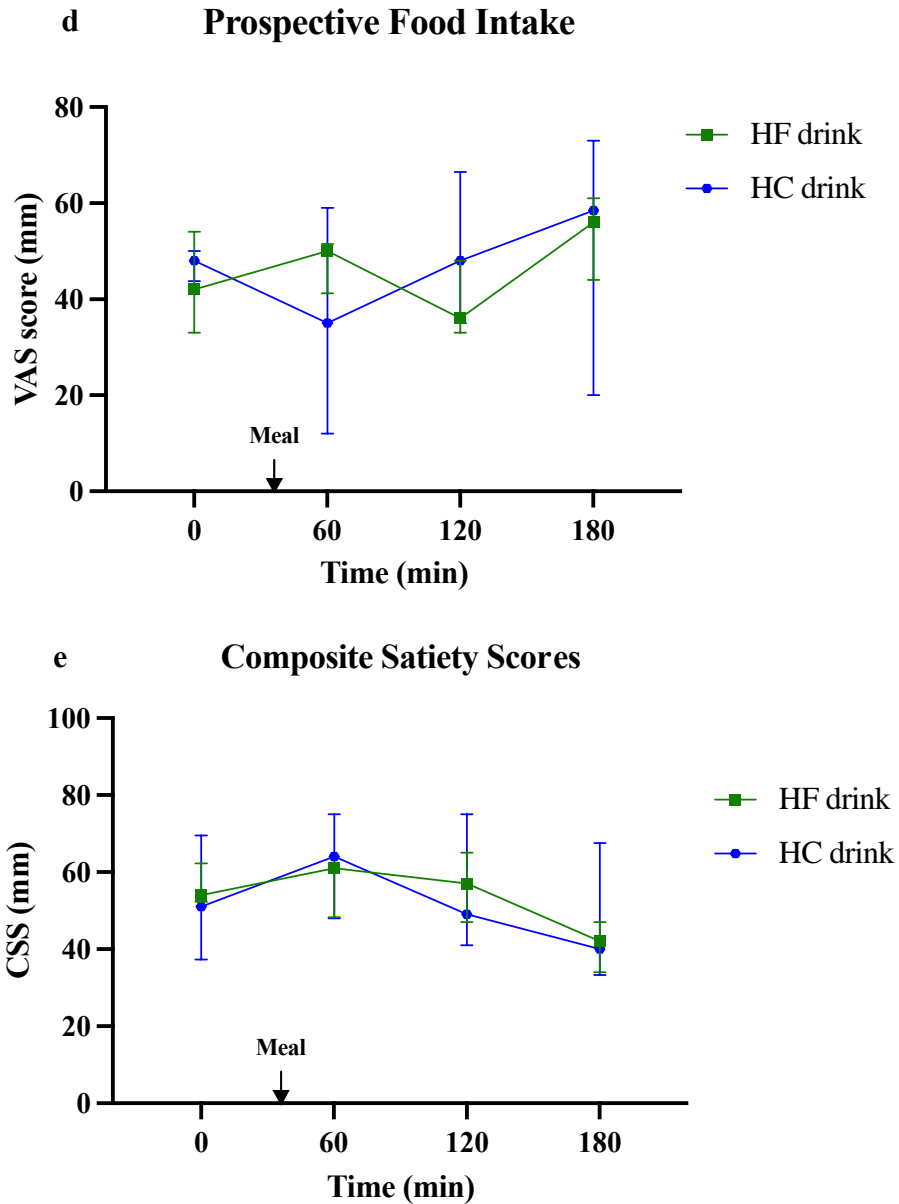 d Prospective Food Intake
80
60
40
20
0
VAS score (mm)
HF drink
HC drink
Meal
0 60 120 180
Time (min)
e Composite Satiety Scores
100
80
60
40
20
0
CSS (mm)
HF drink
HC drink
Meal
0 60 120 180
Time (min)